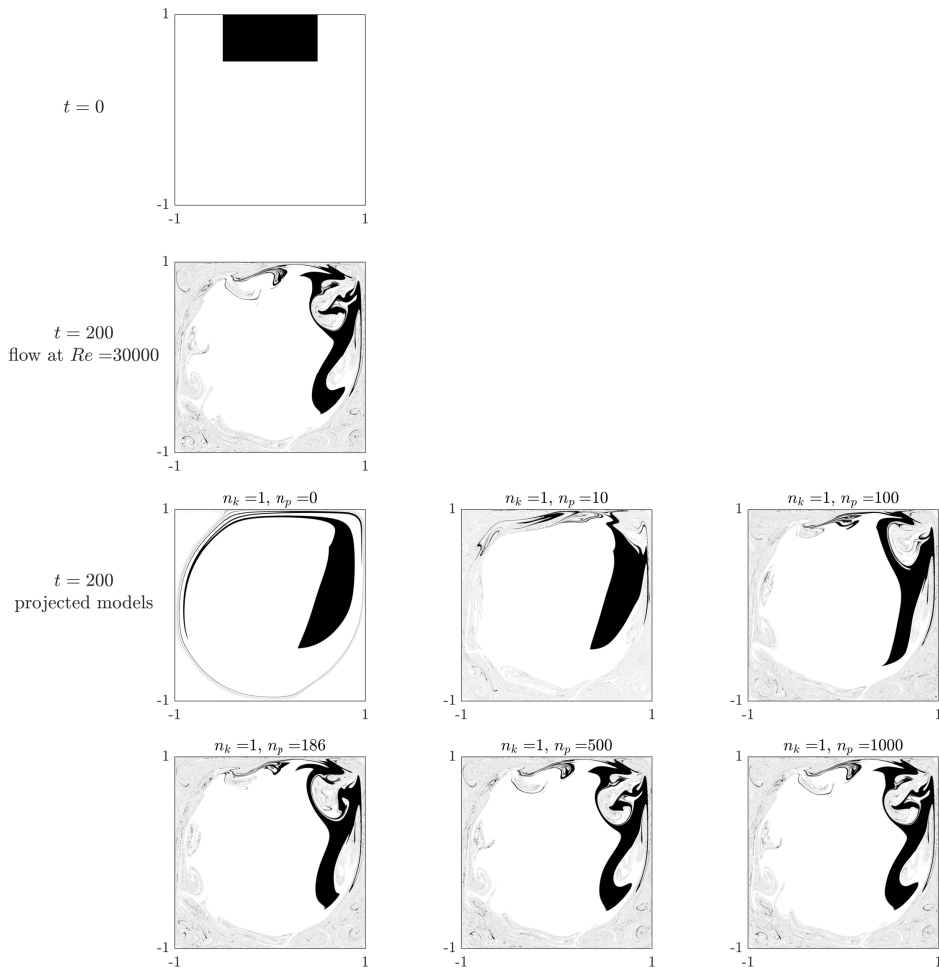 1
t = 0
-1
-1 1
1
t = 200
flow at Re =30000
-1
-1 1
n_k =1, n_p =0 n_k =1, n_p =10 n_k =1, n_p =100
1 1 1
t = 200
projected models
-1 -1 -1
-1 1 -1 1 -1 1
n_k =1, n_p =186 n_k =1, n_p =500 n_k =1, n_p =1000
1 1 1
-1 -1 -1
-1 1 -1 1 -1 1